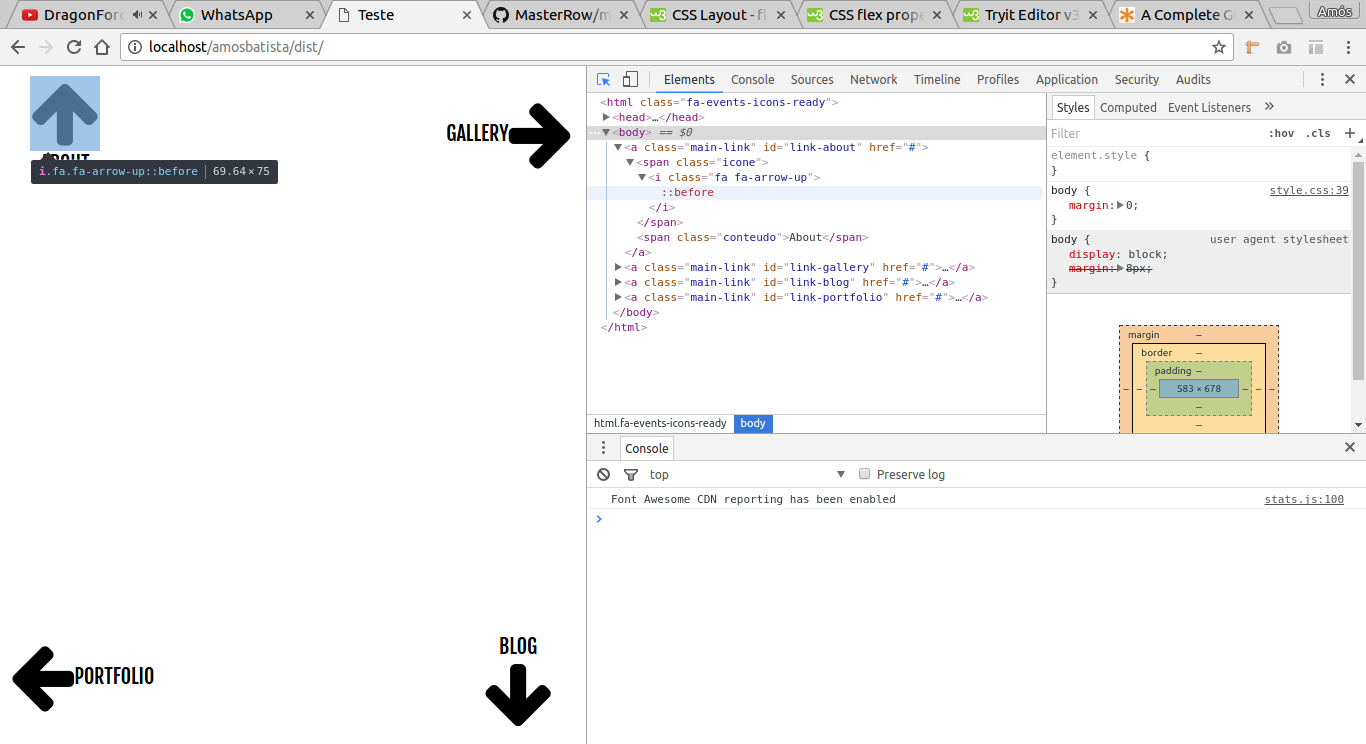 DragonForc
WhatsApp
Teste
MasterRow/m
CSS Layout - fl
CSS flex prope
Tryit Editor v3
A Complete G
Amós
localhost/amosbatista/dist/
ABOUT
i.fa.fa-arrow-up::before | 69.64 × 75
GALLERY
PORTFOLIO
BLOG
Elements Console Sources Network Timeline Profiles Application Security Audits
<html class="fa-events-icons-ready">
<head>…</head>
<body> == $0
<a class="main-link" id="link-about" href="#">
<span class="icone">
<i class="fa fa-arrow-up">
::before
</i>
</span>
<span class="conteudo">About</span>
</a>
<a class="main-link" id="link-gallery" href="#">…</a>
<a class="main-link" id="link-blog" href="#">…</a>
<a class="main-link" id="link-portfolio" href="#">…</a>
</body>
</html>
html.fa-events-icons-ready body
Styles Computed Event Listeners »
Filter :hov .cls +
element.style {
}
body { style.css:39
margin: 0;
}
body { user agent stylesheet
display: block;
margin: 8px;
}
margin –
border –
padding –
– – – 583 × 678 – – –
–
–
Console
top Preserve log
Font Awesome CDN reporting has been enabled stats.js:100